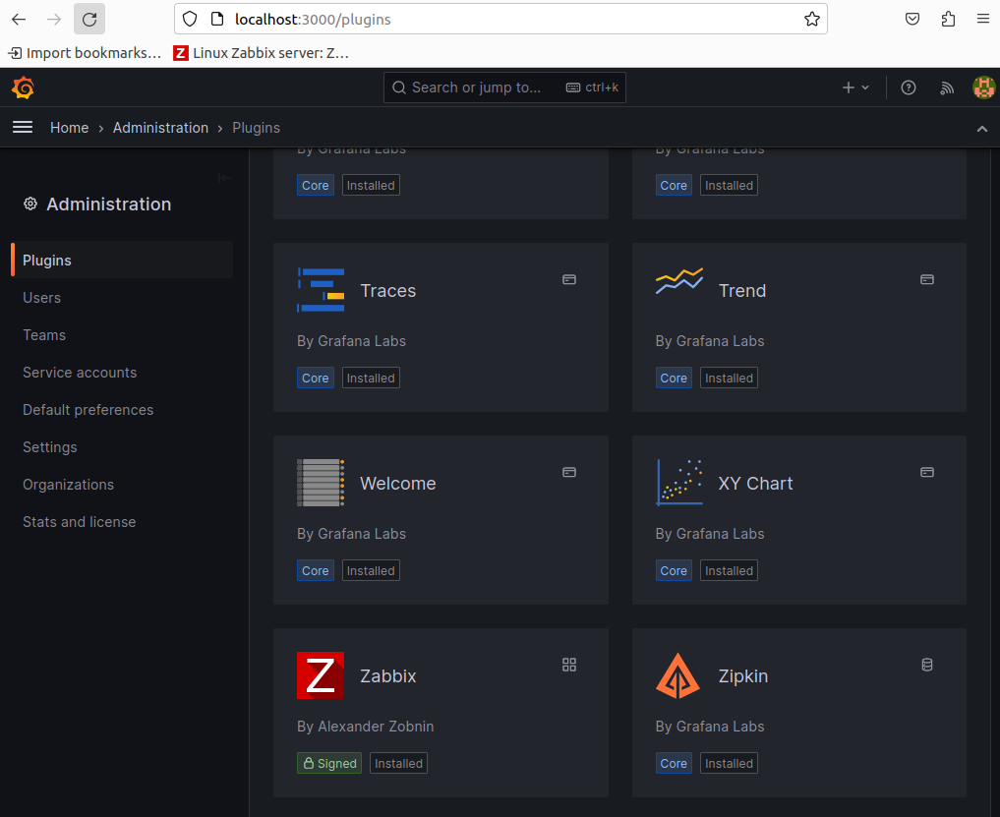 localhost:3000/plugins
Import bookmarks…
Z Linux Zabbix server: Z…
Search or jump to... ctrl+k
Home › Administration › Plugins
By Grafana Labs
By Grafana Labs
Core Installed
Core Installed
Administration
Plugins
Users
Teams
Service accounts
Default preferences
Settings
Organizations
Stats and license
Traces
By Grafana Labs
Core Installed
Trend
By Grafana Labs
Core Installed
Welcome
By Grafana Labs
Core Installed
XY Chart
By Grafana Labs
Core Installed
Z
Zabbix
By Alexander Zobnin
Signed Installed
Zipkin
By Grafana Labs
Core Installed